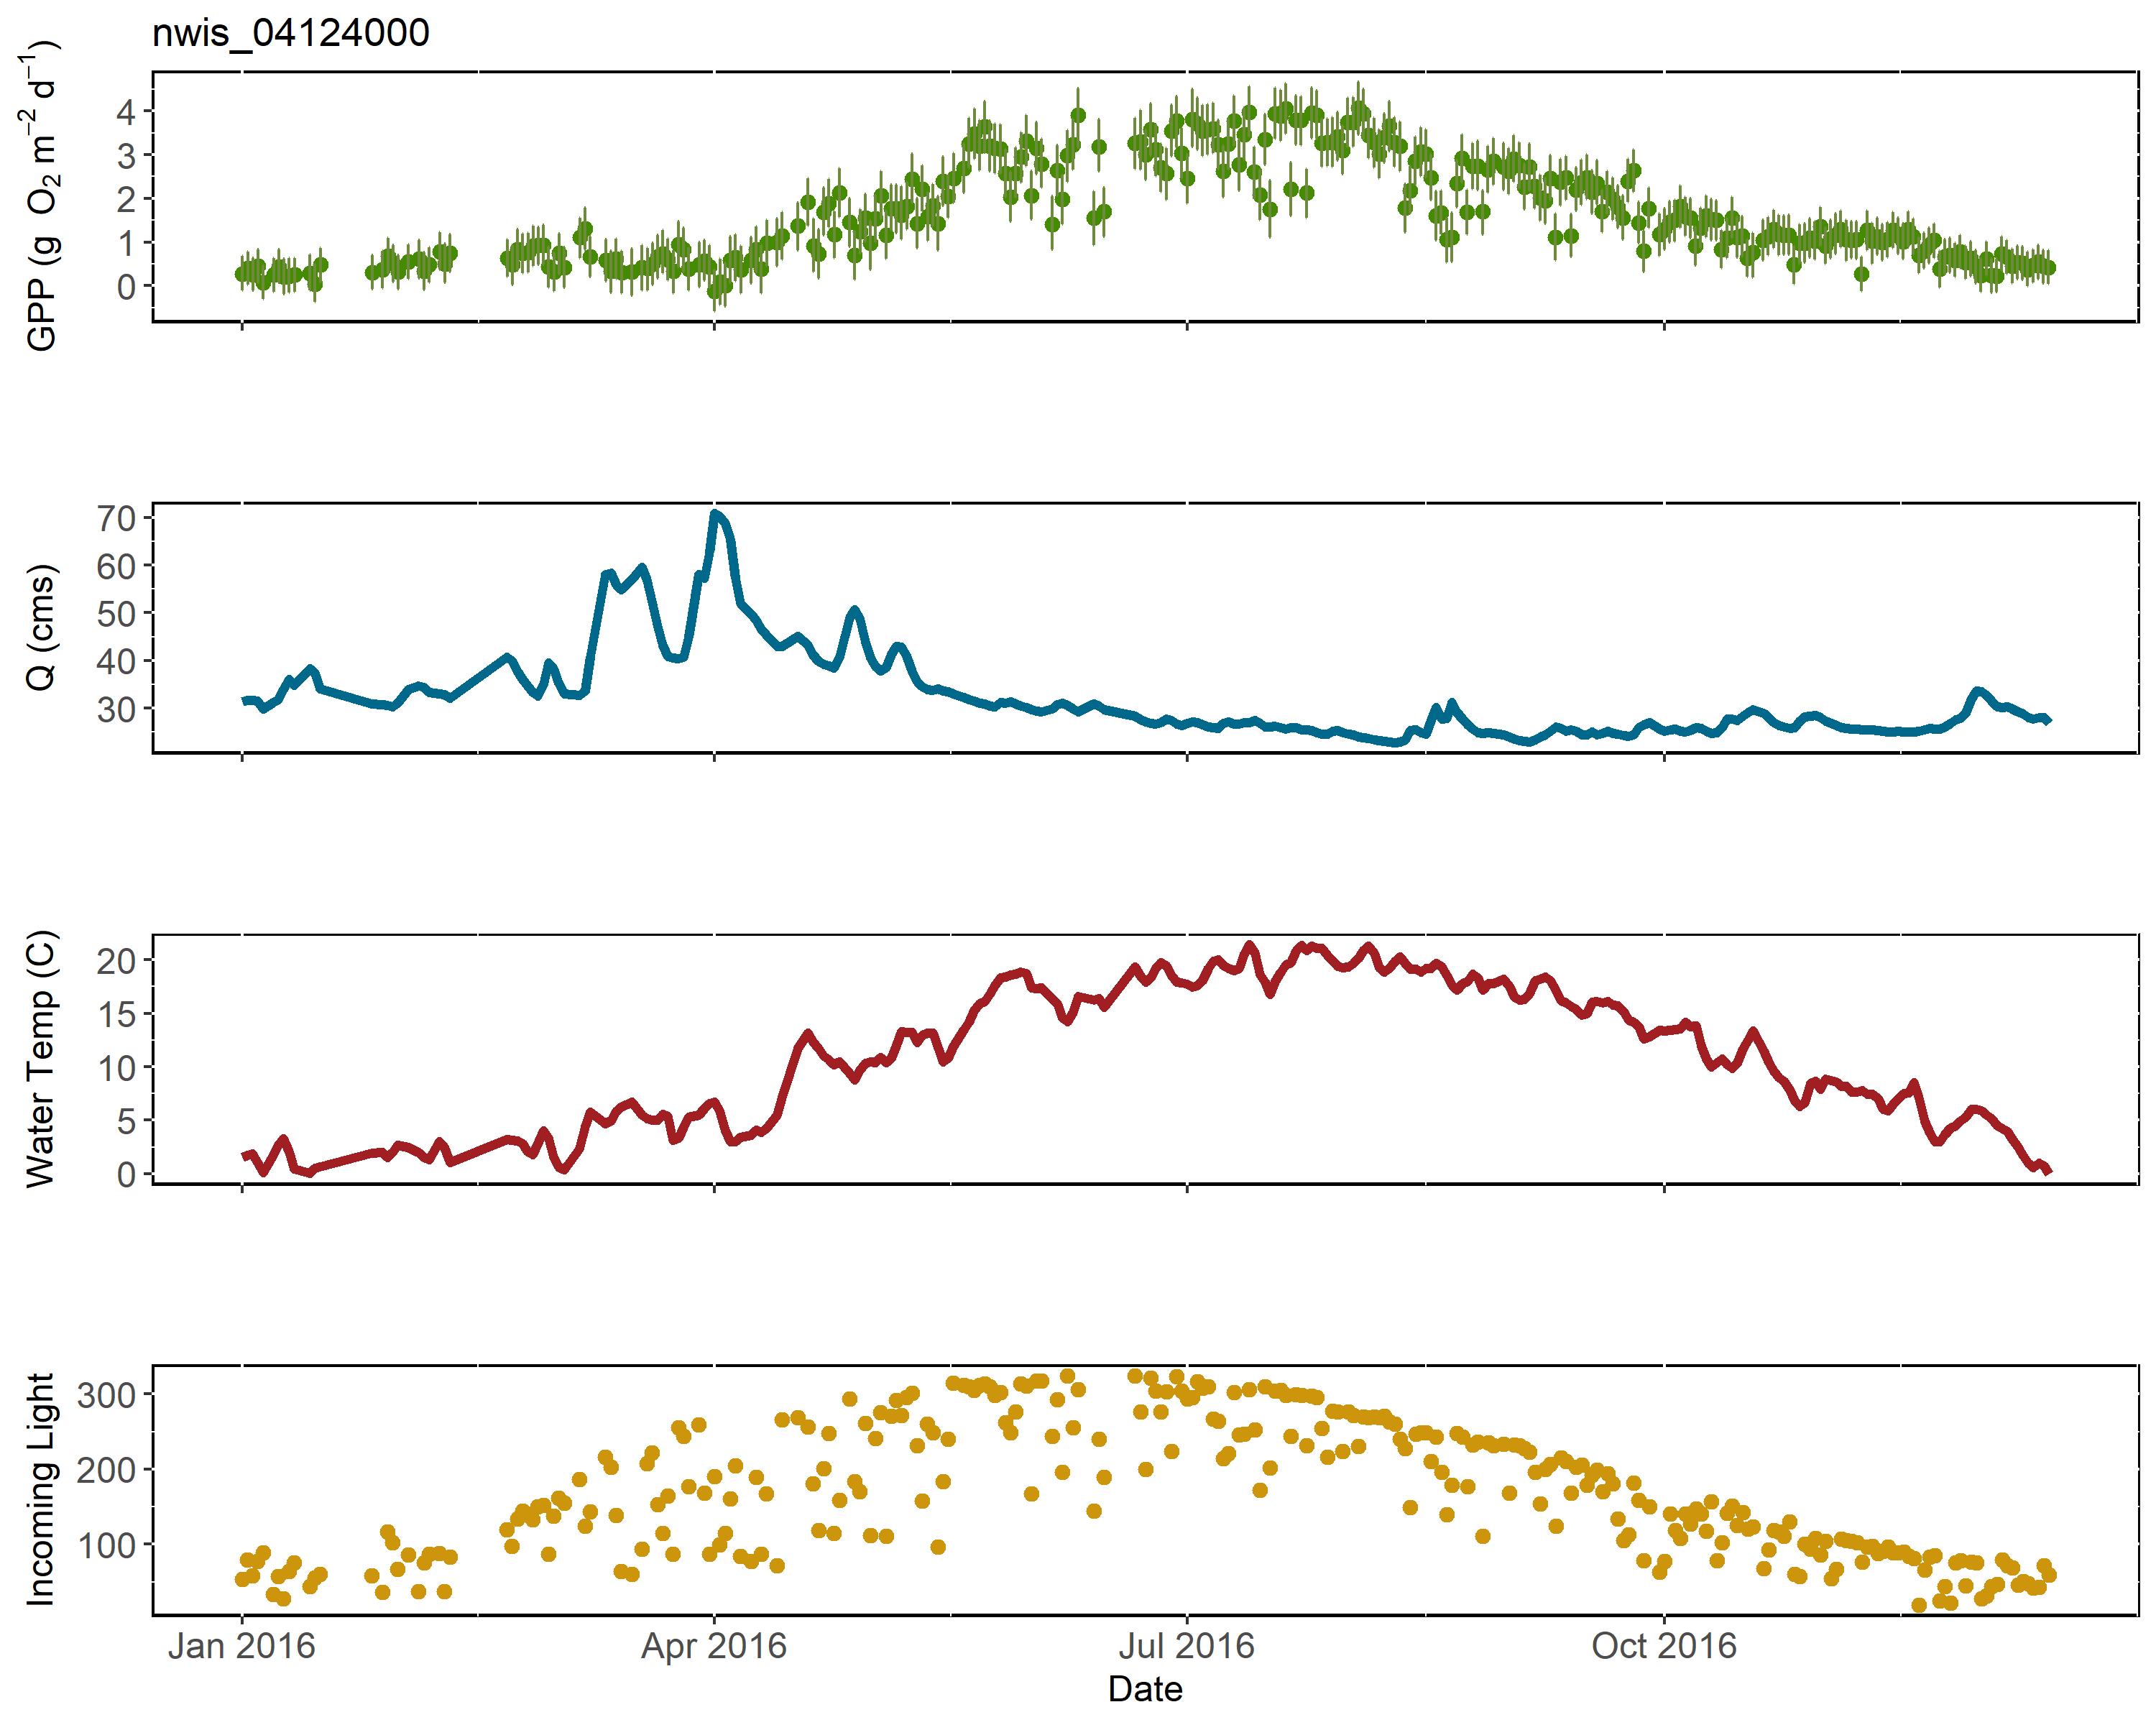 nwis_04124000
GPP (g O₂ m⁻² d⁻¹)
4
3
2
1
0
Q (cms)
70
60
50
40
30
Water Temp (C)
20
15
10
5
0
Incoming Light
300
200
100
Jan 2016 Apr 2016 Jul 2016 Oct 2016
Date